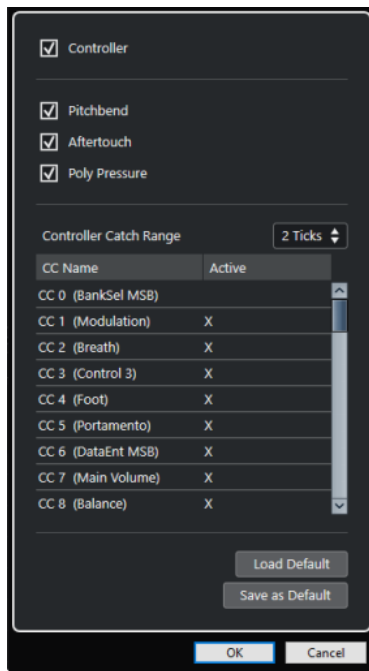 Controller
Pitchbend
Aftertouch
Poly Pressure
Controller Catch Range 2 Ticks
CC Name Active
CC 0 (BankSel MSB)
CC 1 (Modulation) X
CC 2 (Breath) X
CC 3 (Control 3) X
CC 4 (Foot) X
CC 5 (Portamento) X
CC 6 (DataEnt MSB) X
CC 7 (Main Volume) X
CC 8 (Balance) X
Load Default
Save as Default
OK Cancel